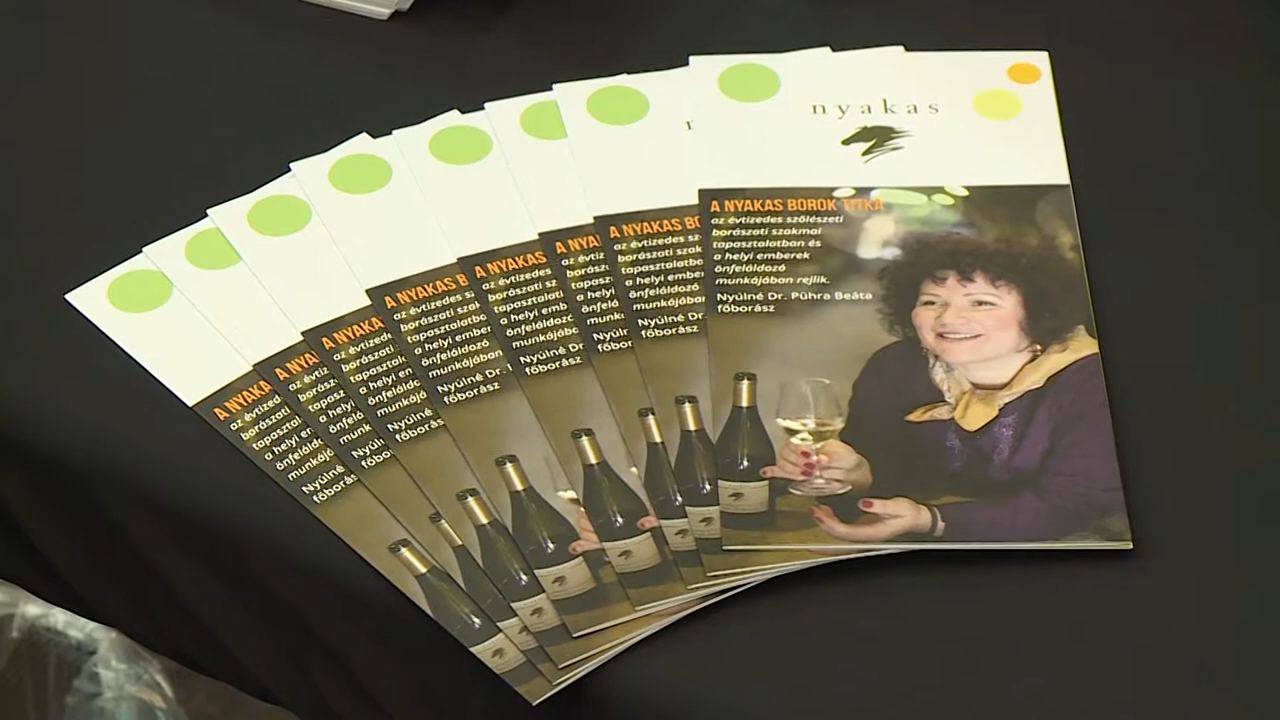 nyakas
A NYAKAS BOROK TITKA
az évtizedes szőlészeti
borászati szakmai
tapasztalatban és
a helyi emberek
önfeláldozó
munkájában rejlik.
Nyúlné Dr. Pühra Beáta
főborász